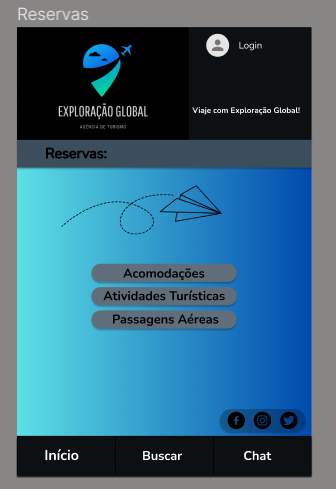 Reservas
Login
EXPLORAÇÃO GLOBAL
AGÊNCIA DE TURISMO
Viaje com Exploração Global!
Reservas:
Acomodações
Atividades Turísticas
Passagens Aéreas
Início
Buscar
Chat